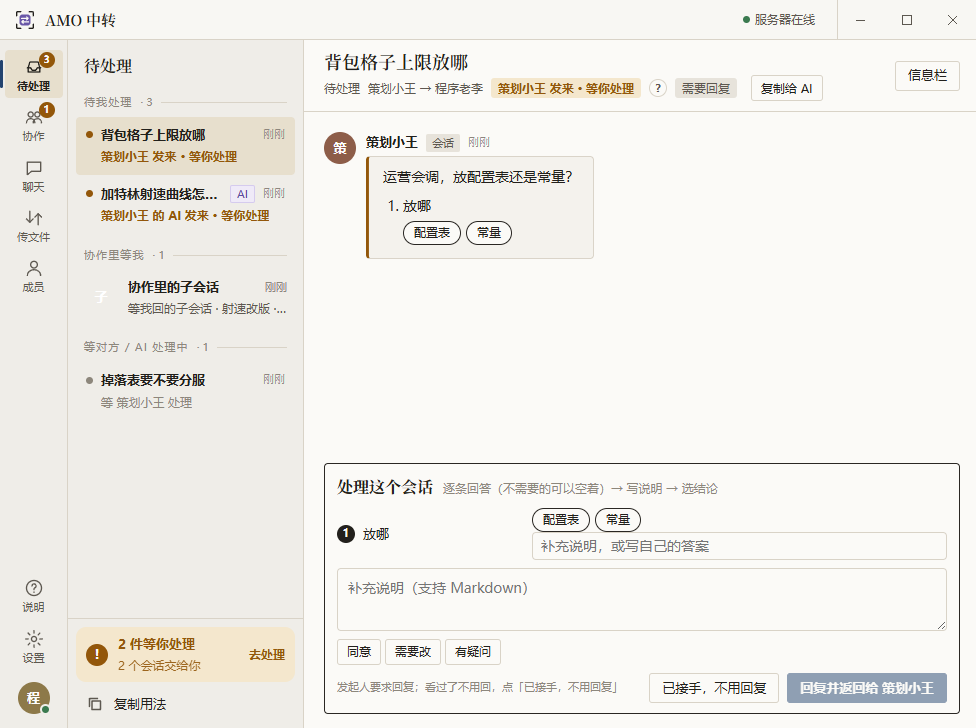 AMO 中转
服务器在线
3
待处理
1
协作
聊天
传文件
成员
说明
设置
程
待处理
待我处理 · 3
背包格子上限放哪 刚刚
策划小王 发来 · 等你处理
加特林射速曲线怎... AI 刚刚
策划小王 的 AI 发来 · 等你处理
协作里等我 · 1
子
协作里的子会话 刚刚
等我回的子会话 · 射速改版 ·...
等对方 / AI 处理中 · 1
掉落表要不要分服 刚刚
等 策划小王 处理
!
2 件等你处理
2 个会话交给你
去处理
复制用法
背包格子上限放哪
待处理 策划小王 → 程序老李 策划小王 发来 · 等你处理 ? 需要回复 复制给 AI
信息栏
策
策划小王 会话 刚刚
运营会调，放配置表还是常量？
1. 放哪
配置表 常量
处理这个会话 逐条回答（不需要的可以空着）→ 写说明 → 选结论
1 放哪
配置表 常量
补充说明，或写自己的答案
补充说明（支持 Markdown）
同意 需要改 有疑问
发起人要求回复；看过了不用回，点「已接手，不用回复」
已接手，不用回复
回复并返回给 策划小王